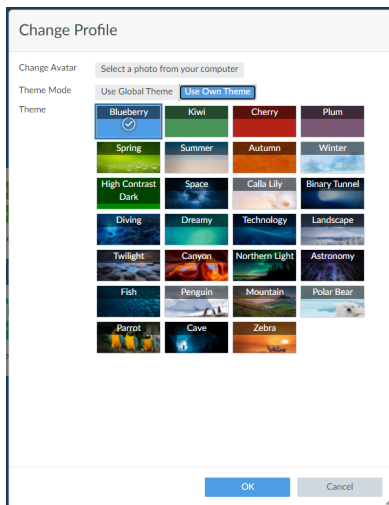 Change Profile
Change Avatar Select a photo from your computer
Theme Mode Use Global Theme Use Own Theme
Theme Blueberry Kiwi Cherry Plum
Spring Summer Autumn Winter
High Contrast Dark Space Calla Lily Binary Tunnel
Diving Dreamy Technology Landscape
Twilight Canyon Northern Light Astronomy
Fish Penguin Mountain Polar Bear
Parrot Cave Zebra
OK Cancel